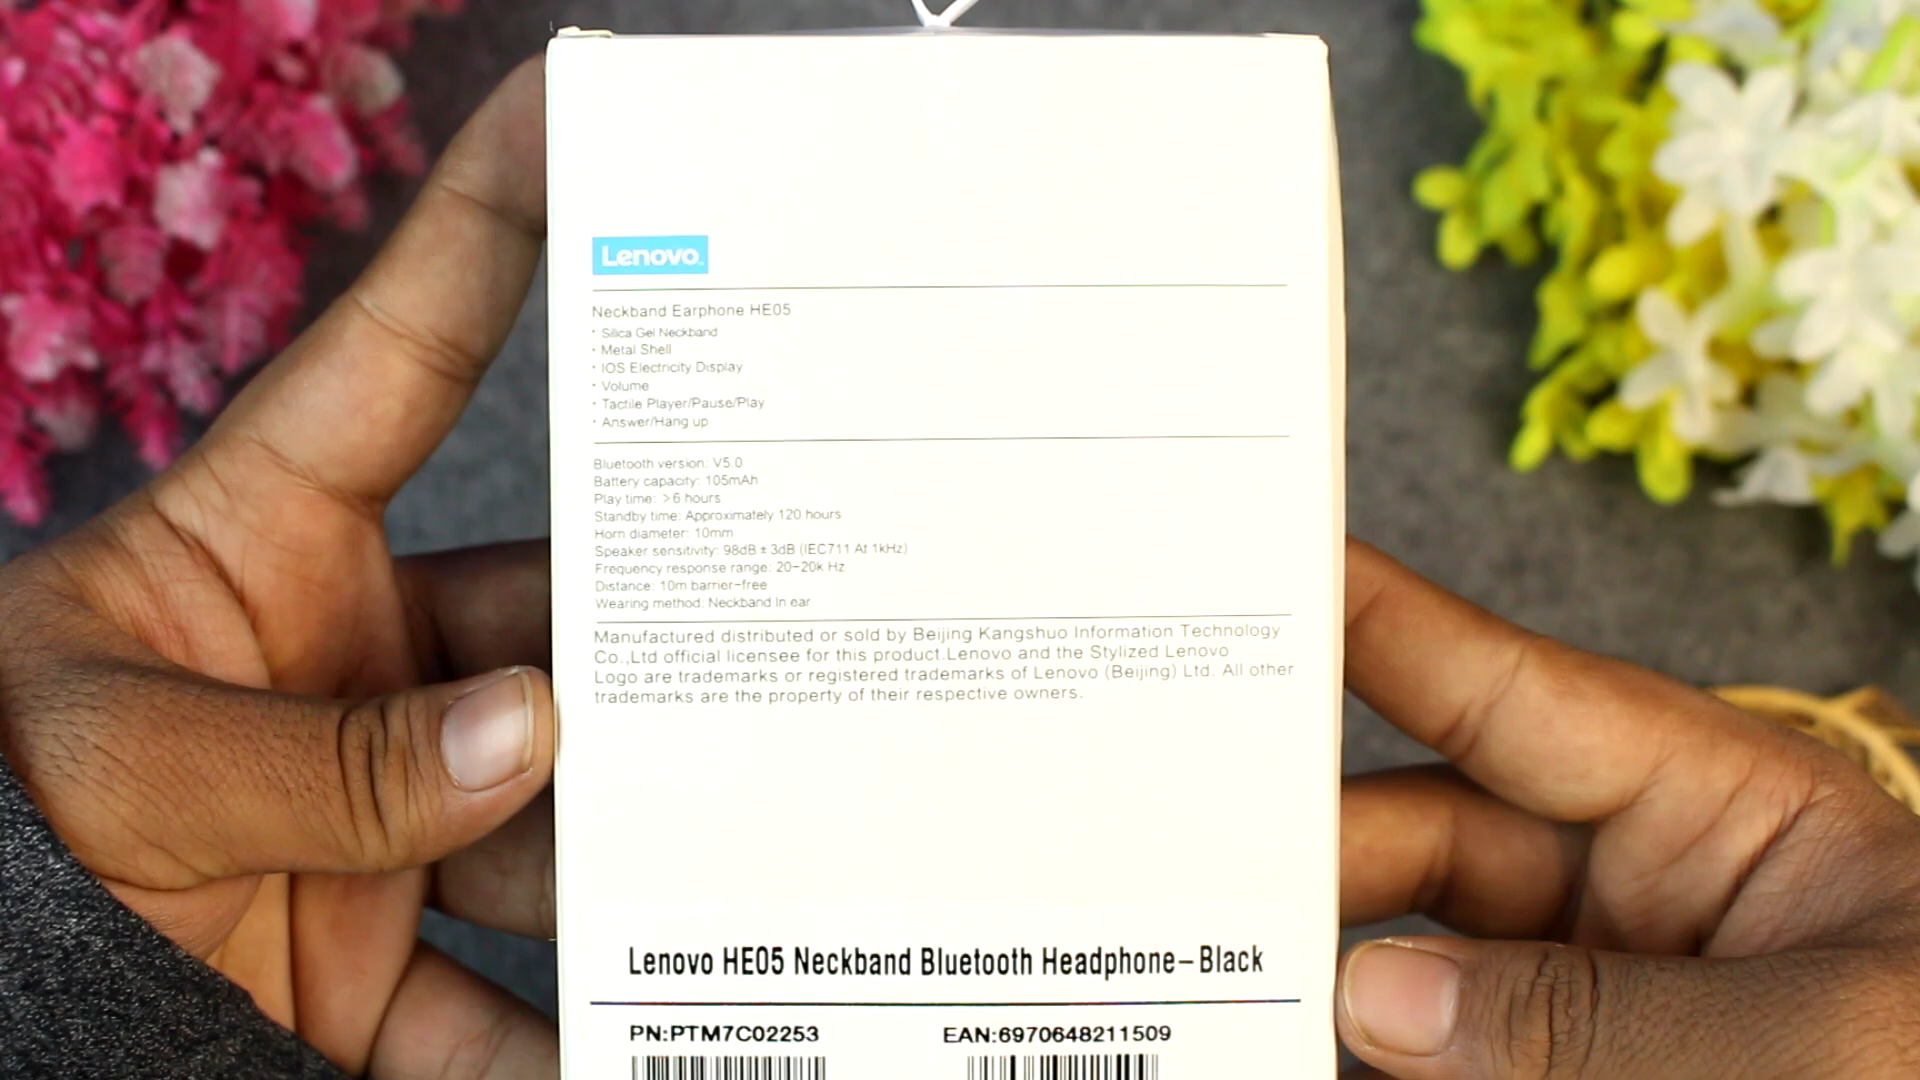 Lenovo
Neckband Earphone HE05
· Silica Gel Neckband
· Metal Shell
· IOS Electricity Display
· Volume
· Tactile Player/Pause/Play
· Answer/Hang up
Bluetooth version: V5.0
Battery capacity: 105mAh
Play time: >6 hours
Standby time: Approximately 120 hours
Horn diameter: 10mm
Speaker sensitivity: 98dB ± 3dB (IEC711 At 1kHz)
Frequency response range: 20-20k Hz
Distance: 10m barrier-free
Wearing method: Neckband In ear
Manufactured distributed or sold by Beijing Kangshuo Information Technology
Co.,Ltd official licensee for this product.Lenovo and the Stylized Lenovo
Logo are trademarks or registered trademarks of Lenovo (Beijing) Ltd. All other
trademarks are the property of their respective owners.
Lenovo HE05 Neckband Bluetooth Headphone-Black
PN:PTM7C02253 EAN:6970648211509